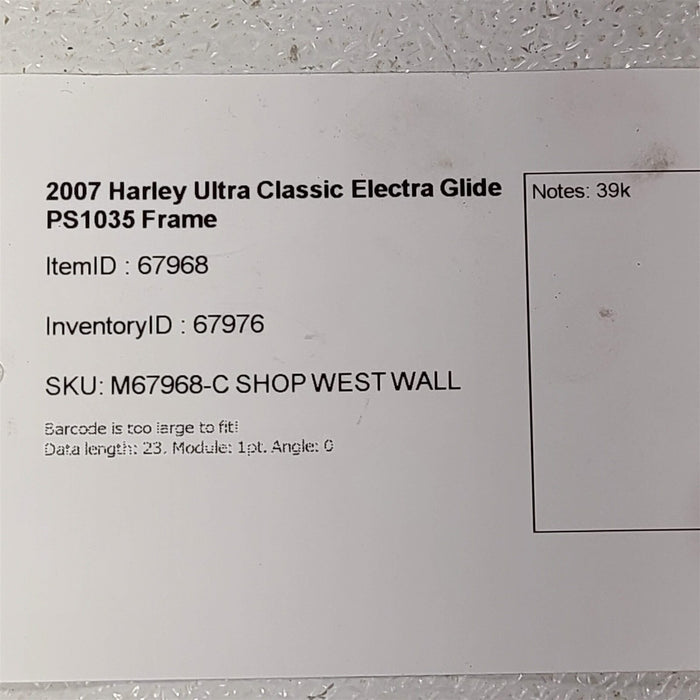 2007 Harley Ultra Classic Electra Glide
PS1035 Frame
Notes: 39k
ItemID : 67968
InventoryID : 67976
SKU: M67968-C SHOP WEST WALL
Barcode is too large to fit!
Data length: 23. Module: 1pt. Angle: 0